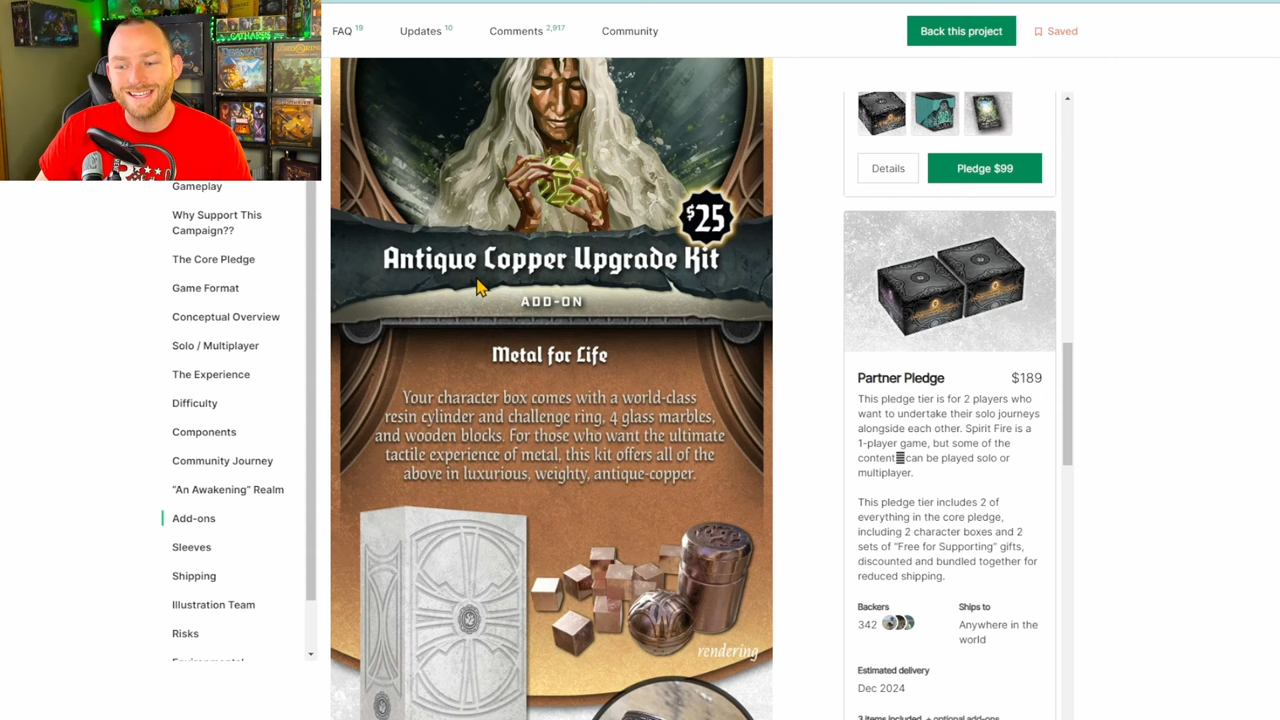 FAQ 19
Updates 10
Comments 2,917
Community
Back this project
Saved
CATHARSIS
Gameplay
Why Support This
Campaign??
The Core Pledge
Game Format
Conceptual Overview
Solo / Multiplayer
The Experience
Difficulty
Components
Community Journey
"An Awakening" Realm
Add-ons
Sleeves
Shipping
Illustration Team
Risks
$25
Antique Copper Upgrade Kit
ADD-ON
Metal for Life
Your character box comes with a world-class
resin cylinder and challenge ring, 4 glass marbles,
and wooden blocks. For those who want the ultimate
tactile experience of metal, this kit offers all of the
above in luxurious, weighty, antique-copper.
rendering
Details
Pledge $99
Partner Pledge
$189
This pledge tier is for 2 players who
want to undertake their solo journeys
alongside each other. Spirit Fire is a
1-player game, but some of the
content can be played solo or
multiplayer.
This pledge tier includes 2 of
everything in the core pledge,
including 2 character boxes and 2
sets of "Free for Supporting" gifts,
discounted and bundled together for
reduced shipping.
Backers
342
Ships to
Anywhere in the
world
Estimated delivery
Dec 2024
3 items included + optional add-ons